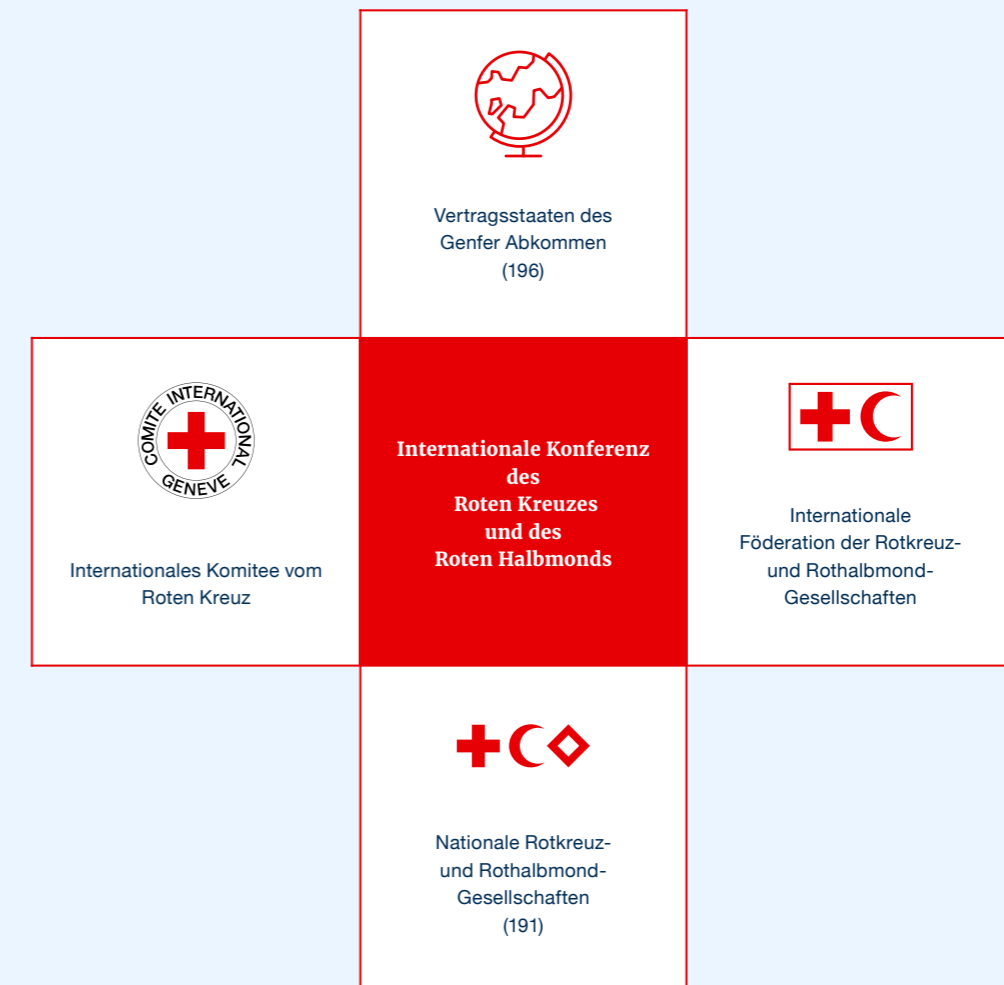 Vertragsstaaten des
Genfer Abkommen
(196)
COMITE INTERNATIONAL
GENEVE
Internationales Komitee vom
Roten Kreuz
Internationale Konferenz
des
Roten Kreuzes
und des
Roten Halbmonds
Internationale
Föderation der Rotkreuz-
und Rothalbmond-
Gesellschaften
Nationale Rotkreuz-
und Rothalbmond-
Gesellschaften
(191)